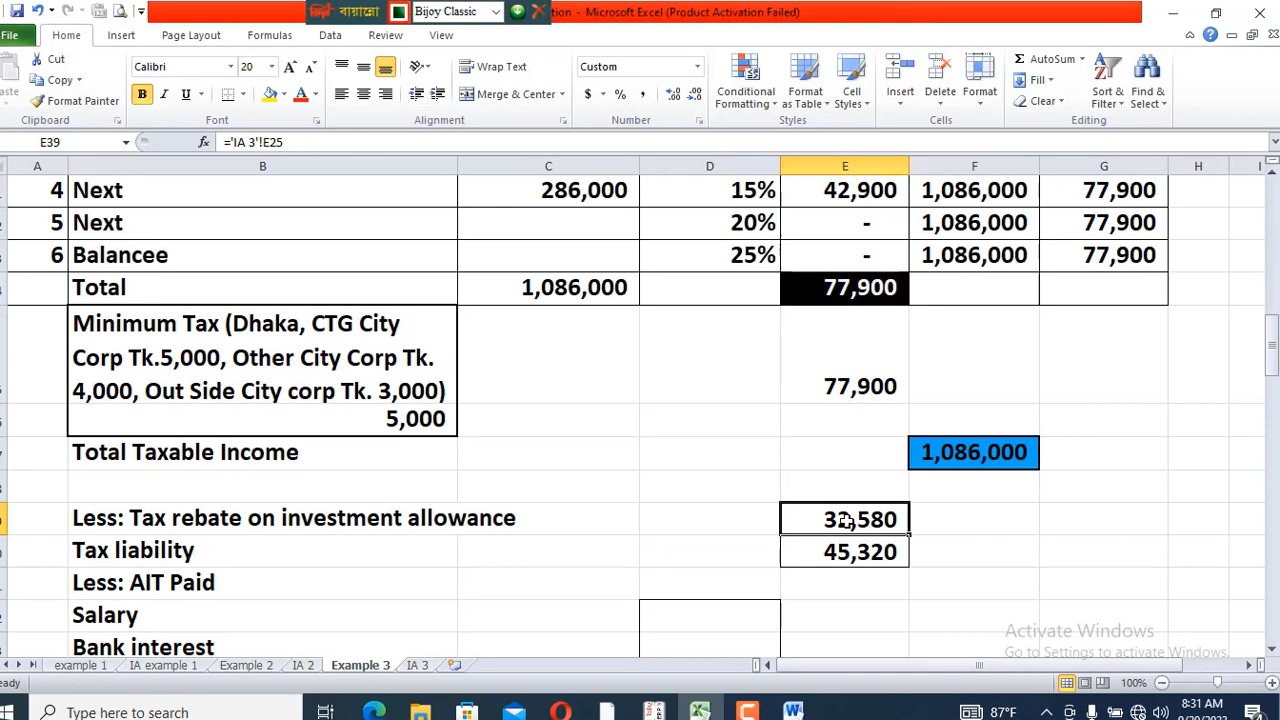 বায়ান্নো
Bijoy Classic
tion - Microsoft Excel (Product Activation Failed)
File
Home
Insert
Page Layout
Formulas
Data
Review
View
Cut
Copy
Format Painter
Clipboard
Calibri
20
B I U
Font
Wrap Text
Merge & Center
Alignment
Custom
$ % ,
Number
Conditional Formatting
Format as Table
Cell Styles
Styles
Insert
Delete
Format
Cells
AutoSum
Fill
Clear
Sort & Filter
Find & Select
Editing
E39
fx ='IA 3'!E25
A B C D E F G H I
4 Next 286,000 15% 42,900 1,086,000 77,900
5 Next 20% - 1,086,000 77,900
6 Balancee 25% - 1,086,000 77,900
Total 1,086,000 77,900
Minimum Tax (Dhaka, CTG City
Corp Tk.5,000, Other City Corp Tk.
4,000, Out Side City corp Tk. 3,000) 77,900
5,000
Total Taxable Income 1,086,000
Less: Tax rebate on investment allowance
Tax liability 45,320
Less: AIT Paid
Salary
Bank interest
Activate Windows
Go to Settings to activate Windows.
example 1 IA example 1 Example 2 IA 2 Example 3 IA 3
eady
100%
Type here to search
87°F
8:31 AM